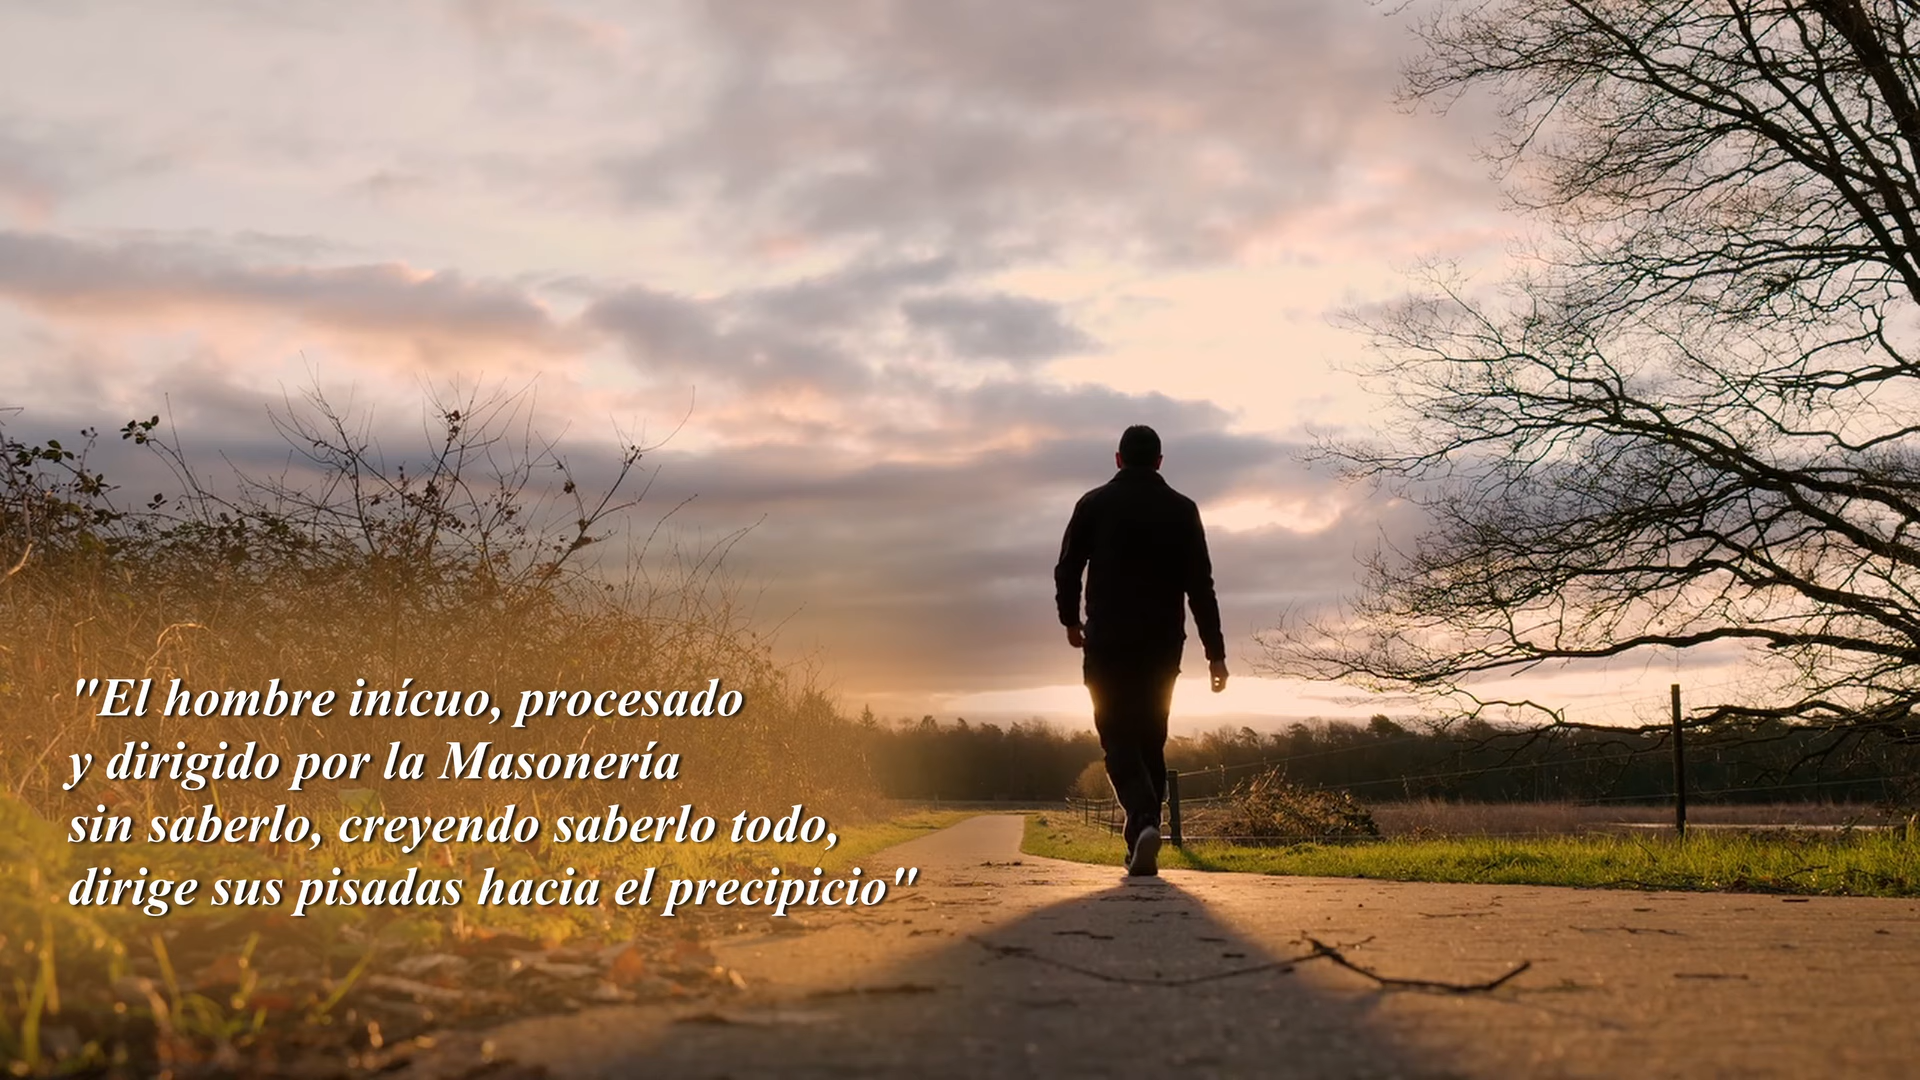 "El hombre inícuo, procesado
y dirigido por la Masonería
sin saberlo, creyendo saberlo todo,
dirige sus pisadas hacia el precipicio"